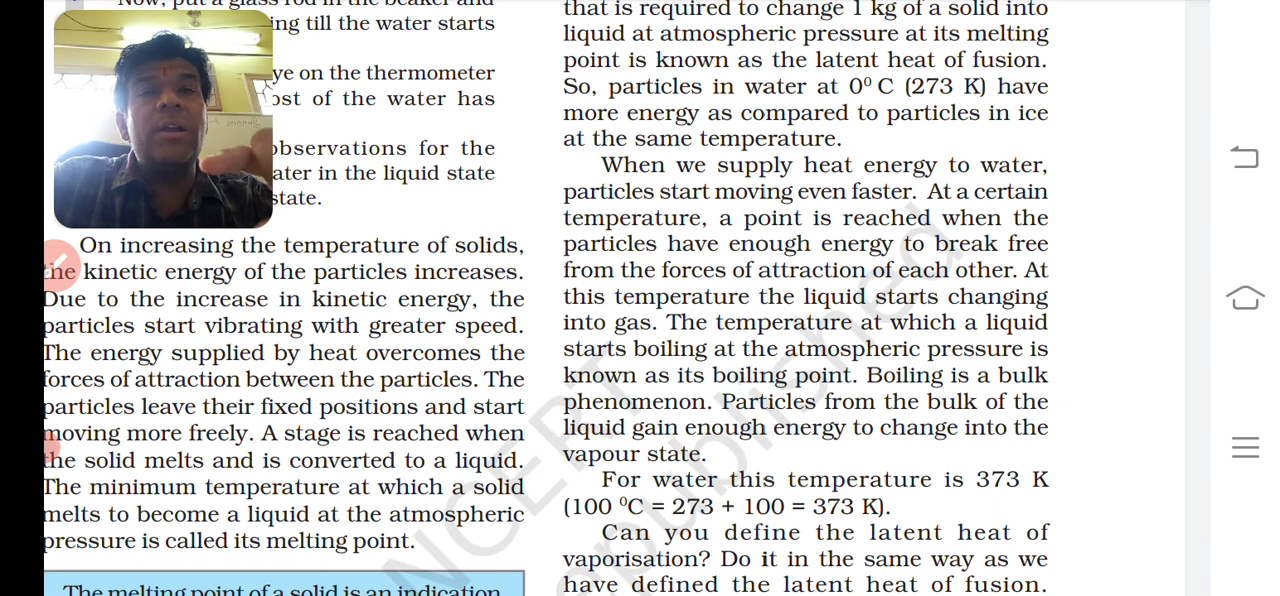 Now, put a glass rod in the beaker and
ing till the water starts
ye on the thermometer
ost of the water has
observations for the
ater in the liquid state
state.
On increasing the temperature of solids,
the kinetic energy of the particles increases.
Due to the increase in kinetic energy, the
particles start vibrating with greater speed.
The energy supplied by heat overcomes the
forces of attraction between the particles. The
particles leave their fixed positions and start
moving more freely. A stage is reached when
the solid melts and is converted to a liquid.
The minimum temperature at which a solid
melts to become a liquid at the atmospheric
pressure is called its melting point.
The melting point of a solid is an indication
that is required to change 1 kg of a solid into
liquid at atmospheric pressure at its melting
point is known as the latent heat of fusion.
So, particles in water at 0⁰ C (273 K) have
more energy as compared to particles in ice
at the same temperature.
When we supply heat energy to water,
particles start moving even faster. At a certain
temperature, a point is reached when the
particles have enough energy to break free
from the forces of attraction of each other. At
this temperature the liquid starts changing
into gas. The temperature at which a liquid
starts boiling at the atmospheric pressure is
known as its boiling point. Boiling is a bulk
phenomenon. Particles from the bulk of the
liquid gain enough energy to change into the
vapour state.
For water this temperature is 373 K
(100 ⁰C = 273 + 100 = 373 K).
Can you define the latent heat of
vaporisation? Do it in the same way as we
have defined the latent heat of fusion.
NCERT
republished